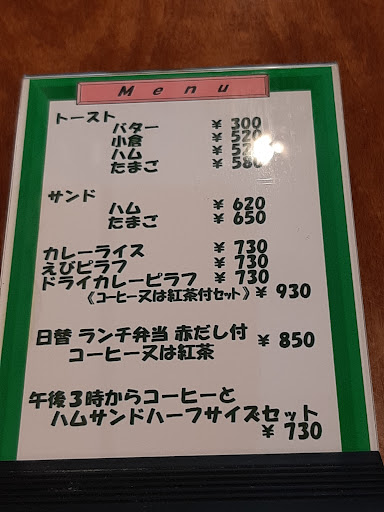 Menu
トースト
バター ¥ 300
小倉 ¥ 520
ハム ¥ 520
たまご ¥ 580
サンド
ハム ¥ 620
たまご ¥ 650
カレーライス ¥ 730
えびピラフ ¥ 730
ドライカレーピラフ ¥ 730
《コーヒー又は紅茶付セット》 ¥ 930
日替 ランチ弁当 赤だし付 ¥ 850
コーヒー又は紅茶
午後3時からコーヒーと
ハムサンドハーフサイズセット
¥ 730